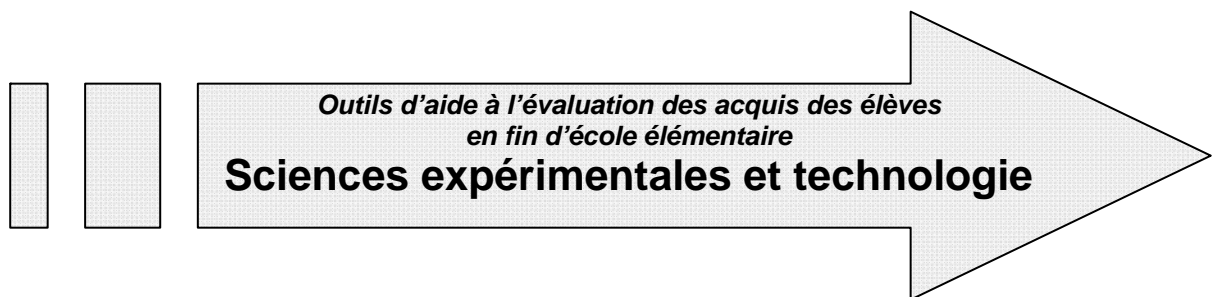 Outils d’aide à l’évaluation des acquis des élèves
en fin d’école élémentaire
Sciences expérimentales et technologie